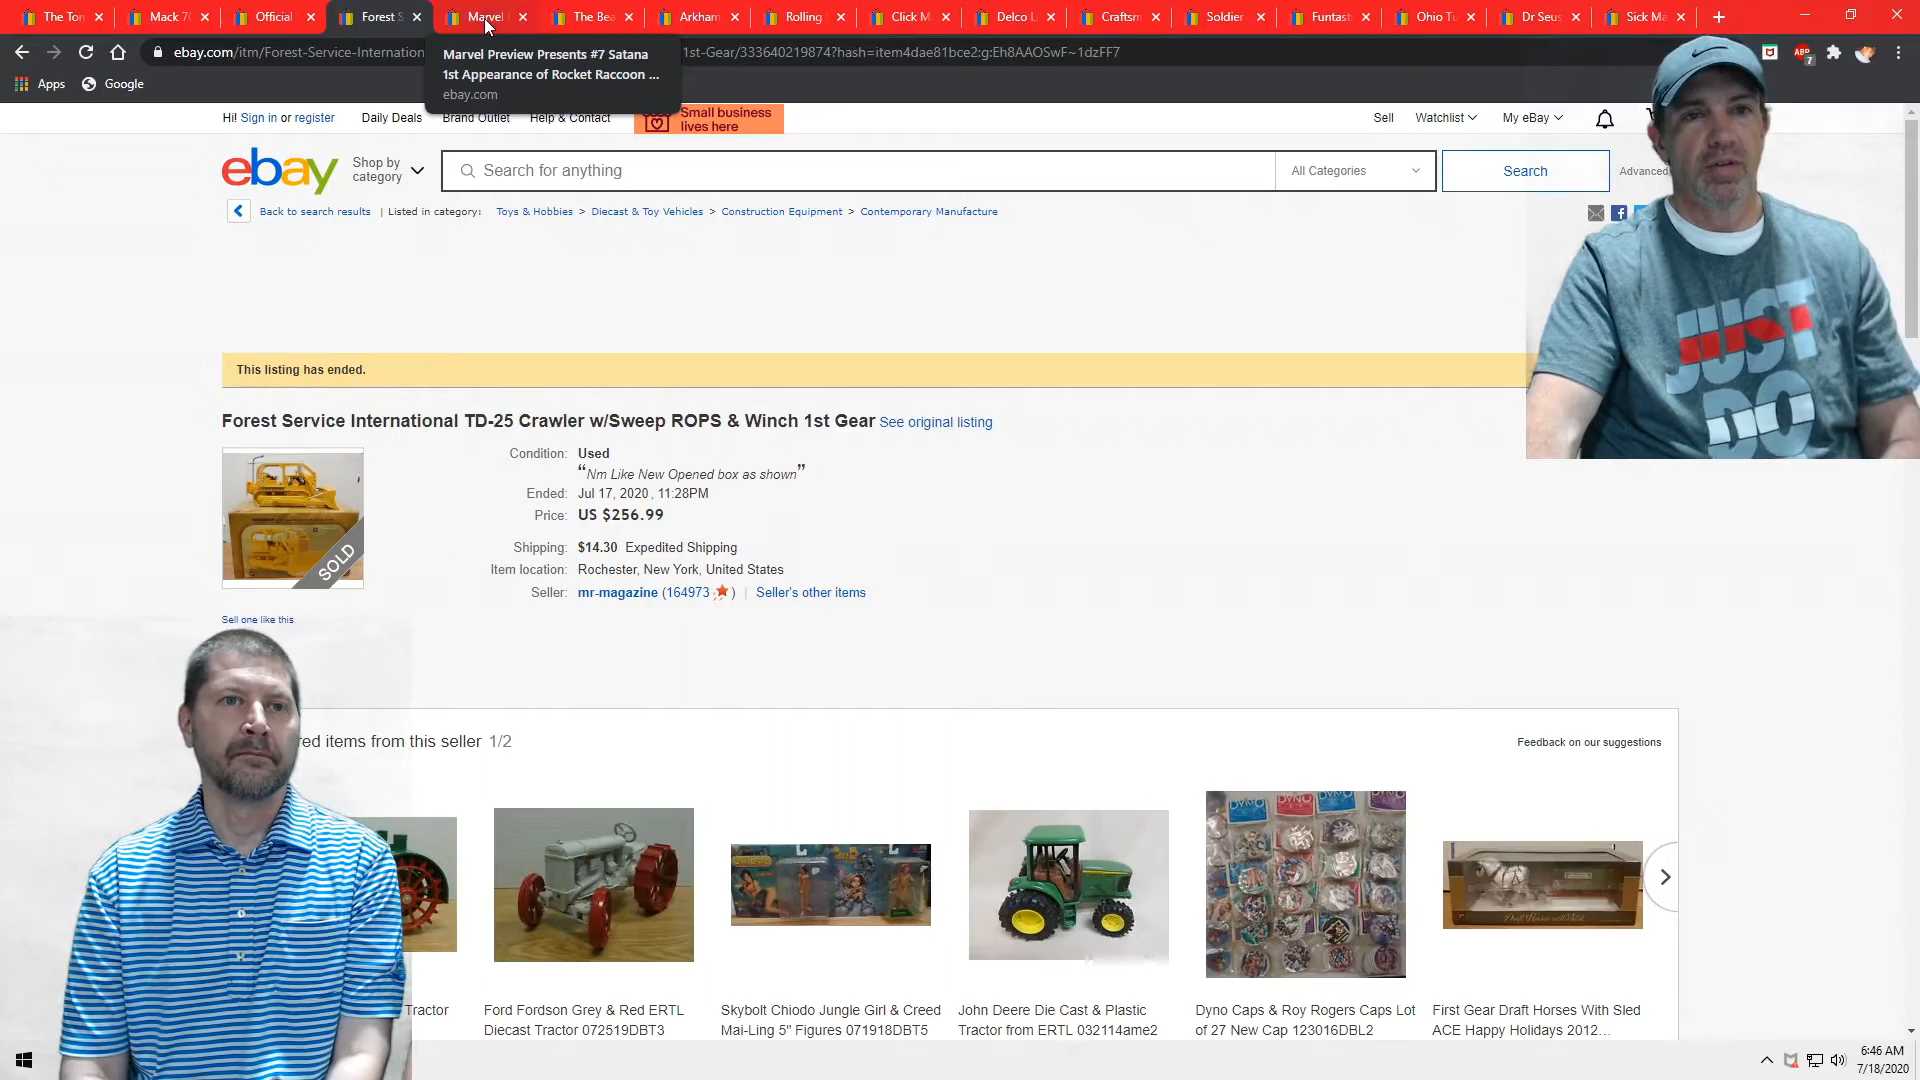 The Ton
Mack 70
Official
Forest S
Marvel
The Bea
Arkham
Rolling
Click M
Delco L
Craftsm
Soldier
Funtast
Ohio Tu
Dr Seus
Sick Ma
ebay.com/itm/Forest-Service-Internation
1st-Gear/333640219874?hash=item4dae81bce2:g:Eh8AAOSwF~1dzFF7
ABP
7
Marvel Preview Presents #7 Satana
1st Appearance of Rocket Raccoon ...
ebay.com
Apps
Google
Hi! Sign in or register
Daily Deals
Brand Outlet
Help & Contact
Small business
lives here
Sell
Watchlist
My eBay
ebay
Shop by
category
Search for anything
All Categories
Search
Advanced
Back to search results | Listed in category: Toys & Hobbies > Diecast & Toy Vehicles > Construction Equipment > Contemporary Manufacture
This listing has ended.
Forest Service International TD-25 Crawler w/Sweep ROPS & Winch 1st Gear See original listing
Condition: Used
“Nm Like New Opened box as shown”
Ended: Jul 17, 2020 , 11:28PM
Price: US $256.99
Shipping: $14.30 Expedited Shipping
Item location: Rochester, New York, United States
Seller: mr-magazine (164973 ) | Seller's other items
SOLD
Sell one like this
JUST
DO
red items from this seller 1/2
Feedback on our suggestions
Tractor
Ford Fordson Grey & Red ERTL
Diecast Tractor 072519DBT3
Skybolt Chiodo Jungle Girl & Creed
Mai-Ling 5" Figures 071918DBT5
John Deere Die Cast & Plastic
Tractor from ERTL 032114ame2
Dyno Caps & Roy Rogers Caps Lot
of 27 New Cap 123016DBL2
First Gear Draft Horses With Sled
ACE Happy Holidays 2012...
6:46 AM
7/18/2020